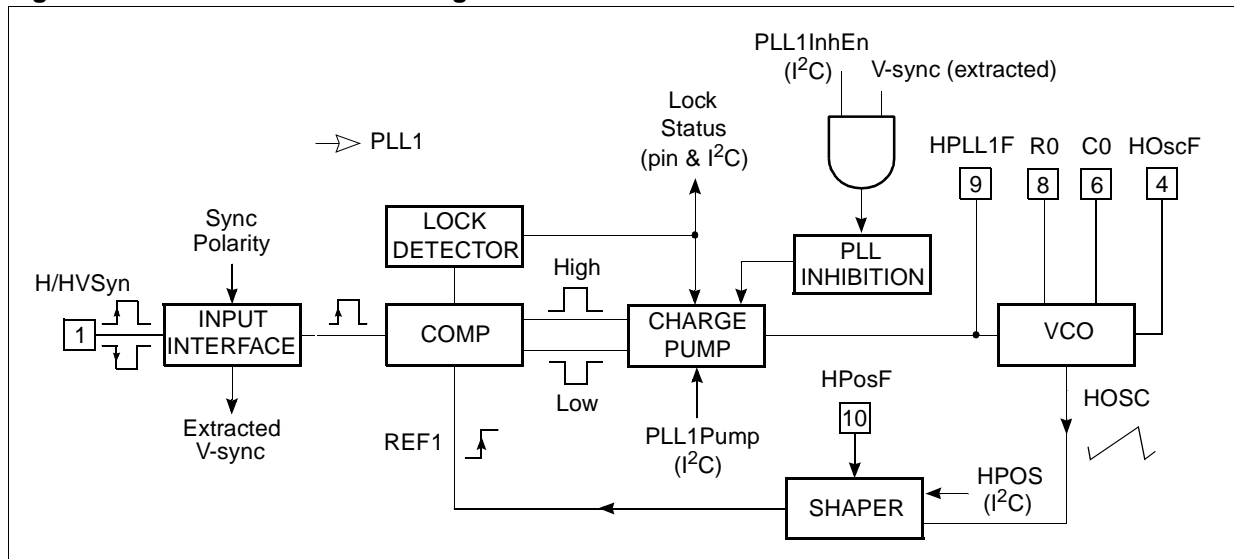 PLL1InhEn
(I²C)
V-sync (extracted)
Lock
Status
(pin & I²C)
PLL1
HPLL1F
R0
C0
HOscF
9
8
6
4
Sync
Polarity
LOCK
DETECTOR
PLL
INHIBITION
High
H/HVSyn
1
INPUT
INTERFACE
COMP
CHARGE
PUMP
VCO
Low
HPosF
HOSC
Extracted
V-sync
REF1
PLL1Pump
(I²C)
10
HPOS
(I²C)
SHAPER